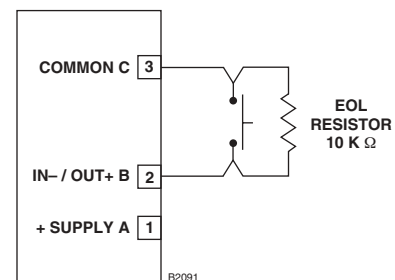 COMMON C 3
EOL
RESISTOR
10 K Ω
IN– / OUT+ B 2
+ SUPPLY A 1
B2091